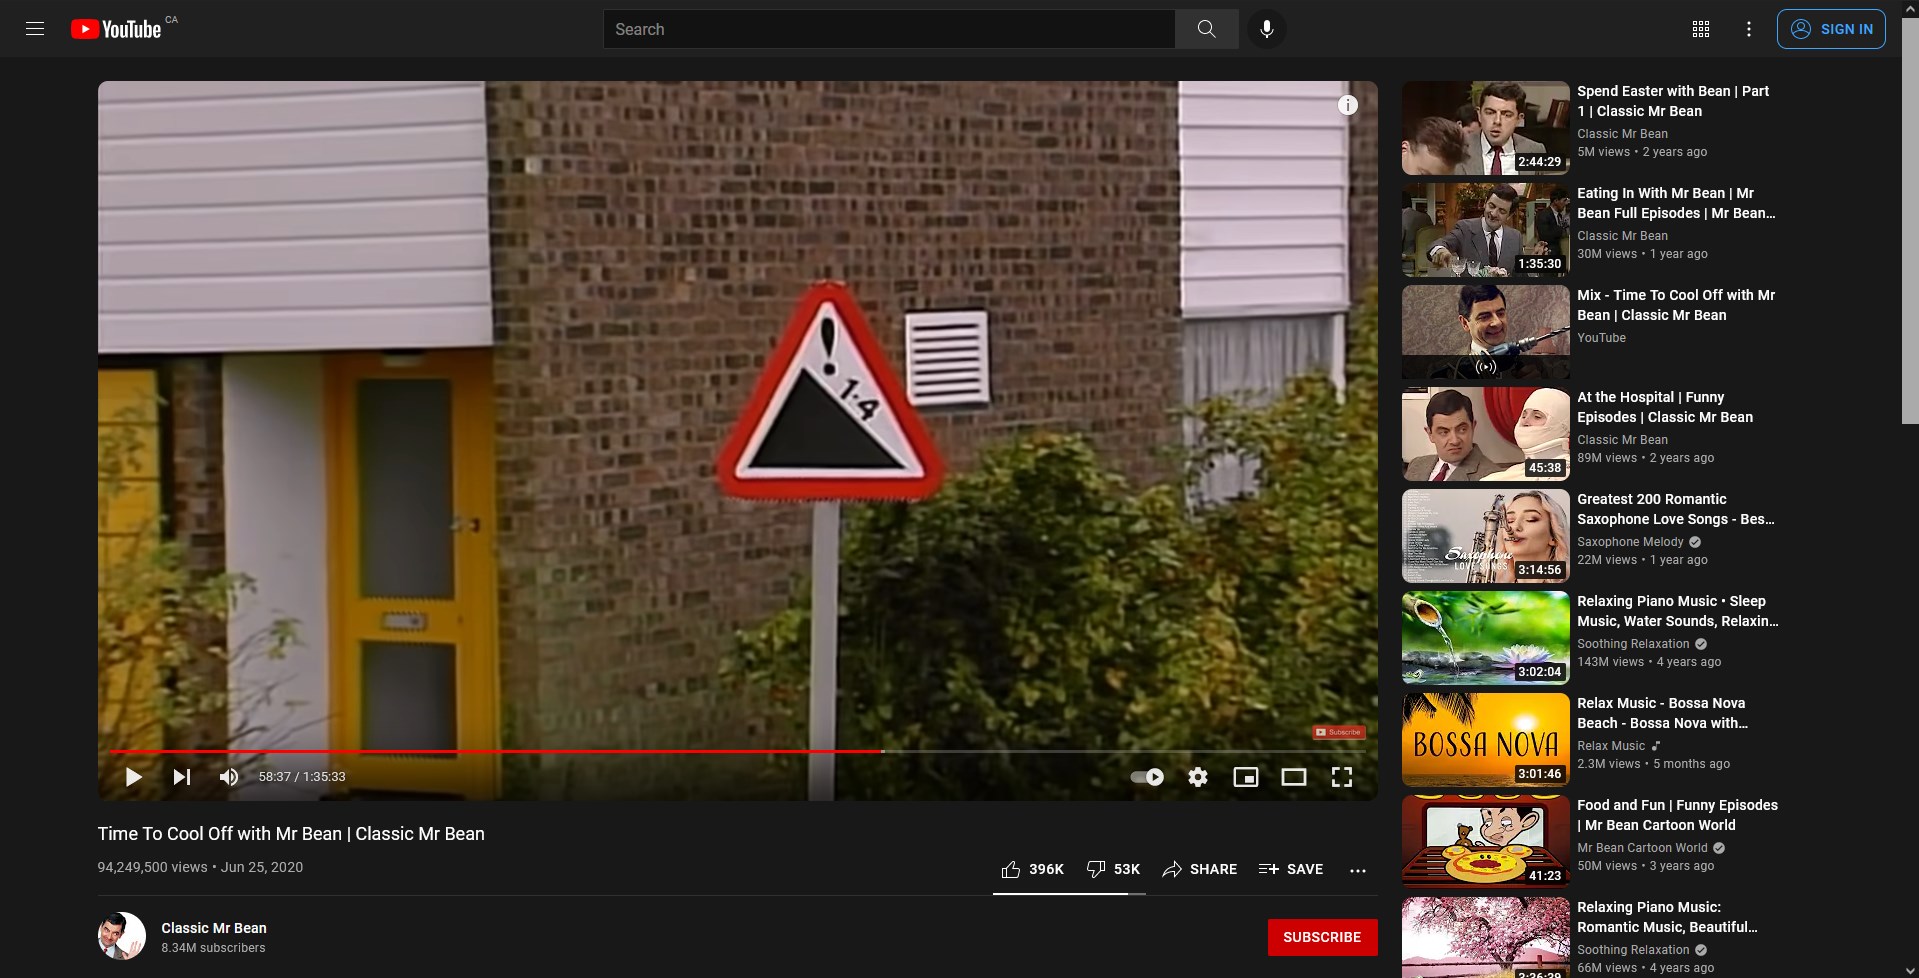 YouTube CA
Search
SIGN IN
i
!
1·4
Subscribe
58:37 / 1:35:33
Time To Cool Off with Mr Bean | Classic Mr Bean
94,249,500 views • Jun 25, 2020
396K
53K
SHARE
SAVE
Classic Mr Bean
8.34M subscribers
SUBSCRIBE
Spend Easter with Bean | Part
1 | Classic Mr Bean
Classic Mr Bean
5M views • 2 years ago
2:44:29
Eating In With Mr Bean | Mr
Bean Full Episodes | Mr Bean…
Classic Mr Bean
30M views • 1 year ago
1:35:30
Mix - Time To Cool Off with Mr
Bean | Classic Mr Bean
YouTube
At the Hospital | Funny
Episodes | Classic Mr Bean
Classic Mr Bean
89M views • 2 years ago
45:38
Greatest 200 Romantic
Saxophone Love Songs - Bes…
Saxophone Melody
22M views • 1 year ago
Saxophone
LOVE SONGS
3:14:56
Relaxing Piano Music • Sleep
Music, Water Sounds, Relaxin…
Soothing Relaxation
143M views • 4 years ago
3:02:04
Relax Music - Bossa Nova
Beach - Bossa Nova with…
Relax Music
2.3M views • 5 months ago
BOSSA NOVA
3:01:46
Food and Fun | Funny Episodes
| Mr Bean Cartoon World
Mr Bean Cartoon World
50M views • 3 years ago
41:23
Relaxing Piano Music:
Romantic Music, Beautiful…
Soothing Relaxation
66M views • 4 years ago
3:36:39